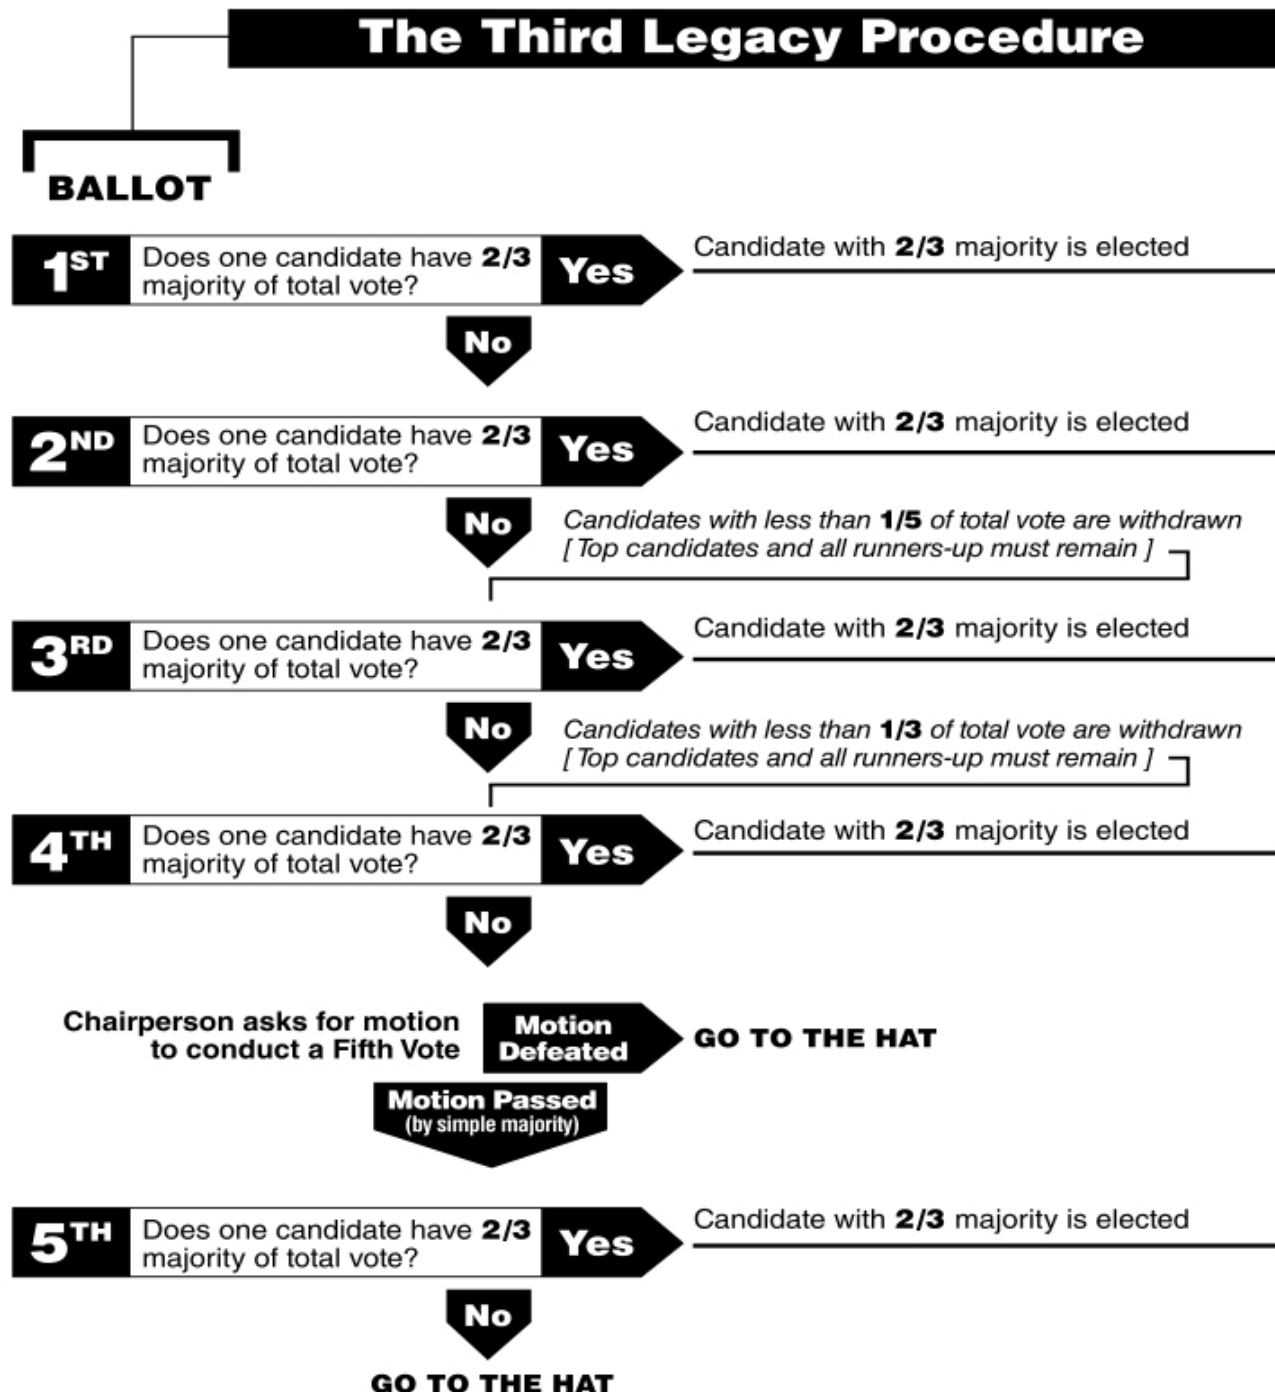 The Third Legacy Procedure
BALLOT
1ST
Does one candidate have 2/3
majority of total vote?
Yes
Candidate with 2/3 majority is elected
No
2ND
Does one candidate have 2/3
majority of total vote?
Yes
Candidate with 2/3 majority is elected
No
Candidates with less than 1/5 of total vote are withdrawn
[ Top candidates and all runners-up must remain ]
3RD
Does one candidate have 2/3
majority of total vote?
Yes
Candidate with 2/3 majority is elected
No
Candidates with less than 1/3 of total vote are withdrawn
[ Top candidates and all runners-up must remain ]
4TH
Does one candidate have 2/3
majority of total vote?
Yes
Candidate with 2/3 majority is elected
No
Chairperson asks for motion
to conduct a Fifth Vote
Motion
Defeated
GO TO THE HAT
Motion Passed
(by simple majority)
5TH
Does one candidate have 2/3
majority of total vote?
Yes
Candidate with 2/3 majority is elected
No
GO TO THE HAT